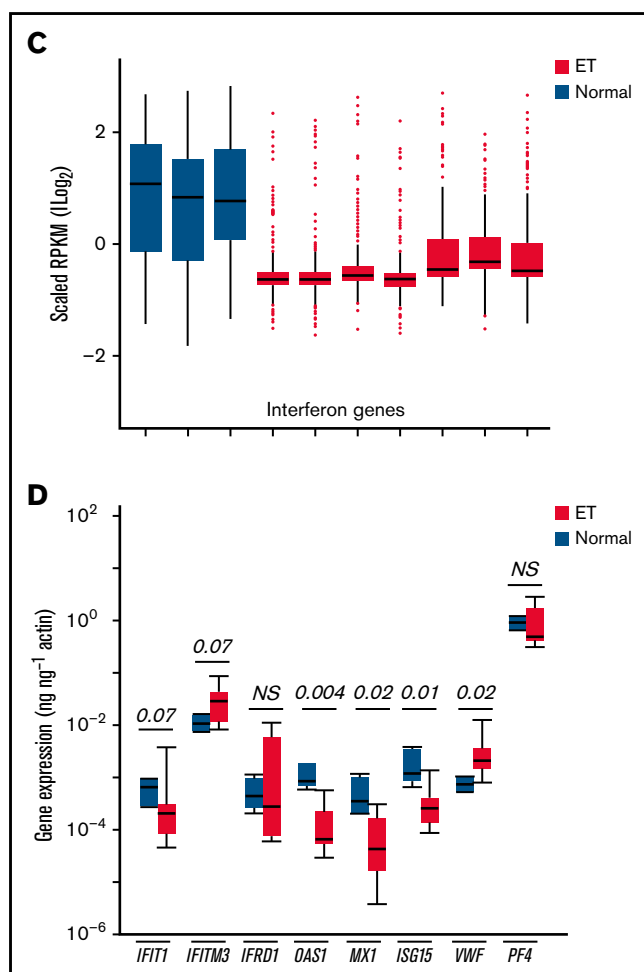 C
ET
Normal
Scaled RPKM (lLog2)
2
0
−2
Interferon genes
D
ET
Normal
Gene expression (ng ng−1 actin)
10^2
10^0
10^−2
10^−4
10^−6
0.07
0.07
NS
0.004
0.02
0.01
0.02
NS
IFIT1 IFITM3 IFRD1 OAS1 MX1 ISG15 VWF PF4